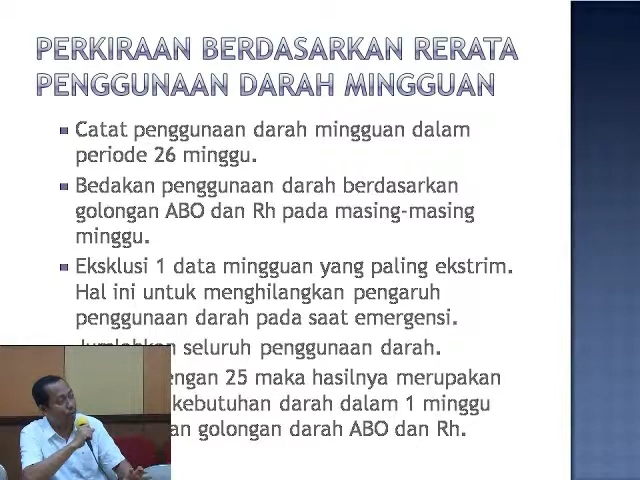 PERKIRAAN BERDASARKAN RERATA
PENGGUNAAN DARAH MINGGUAN
Catat penggunaan darah mingguan dalam
periode 26 minggu.
Bedakan penggunaan darah berdasarkan
golongan ABO dan Rh pada masing-masing
minggu.
Eksklusi 1 data mingguan yang paling ekstrim.
Hal ini untuk menghilangkan pengaruh
penggunaan darah pada saat emergensi.
seluruh penggunaan darah.
25 maka hasilnya merupakan
kebutuhan darah dalam 1 minggu
golongan darah ABO dan Rh.